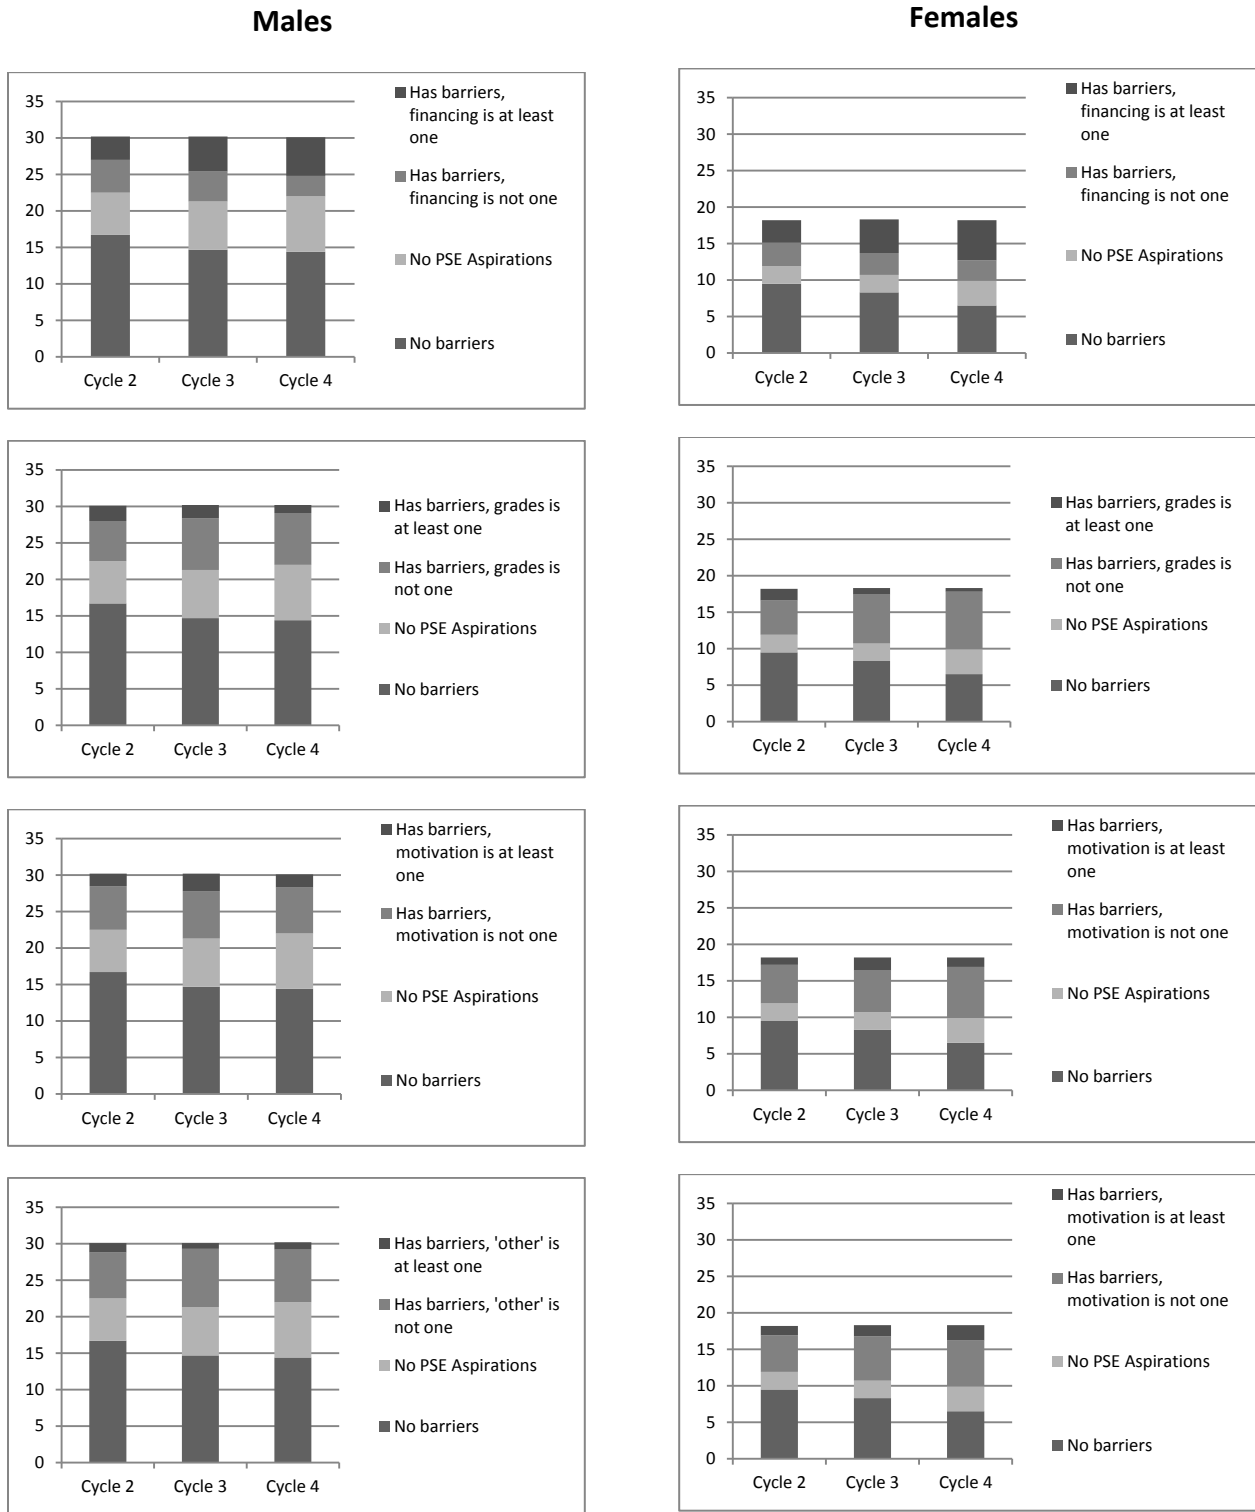 Males
Females
35
30
25
20
15
10
5
0
Cycle 2
Cycle 3
Cycle 4
Has barriers,
financing is at least
one
Has barriers,
financing is not one
No PSE Aspirations
No barriers
35
30
25
20
15
10
5
0
Cycle 2
Cycle 3
Cycle 4
Has barriers,
financing is at least
one
Has barriers,
financing is not one
No PSE Aspirations
No barriers
35
30
25
20
15
10
5
0
Cycle 2
Cycle 3
Cycle 4
Has barriers, grades is
at least one
Has barriers, grades is
not one
No PSE Aspirations
No barriers
35
30
25
20
15
10
5
0
Cycle 2
Cycle 3
Cycle 4
Has barriers, grades is
at least one
Has barriers, grades is
not one
No PSE Aspirations
No barriers
35
30
25
20
15
10
5
0
Cycle 2
Cycle 3
Cycle 4
Has barriers,
motivation is at least
one
Has barriers,
motivation is not one
No PSE Aspirations
No barriers
35
30
25
20
15
10
5
0
Cycle 2
Cycle 3
Cycle 4
Has barriers,
motivation is at least
one
Has barriers,
motivation is not one
No PSE Aspirations
No barriers
35
30
25
20
15
10
5
0
Cycle 2
Cycle 3
Cycle 4
Has barriers, 'other' is
at least one
Has barriers, 'other' is
not one
No PSE Aspirations
No barriers
35
30
25
20
15
10
5
0
Cycle 2
Cycle 3
Cycle 4
Has barriers,
motivation is at least
one
Has barriers,
motivation is not one
No PSE Aspirations
No barriers